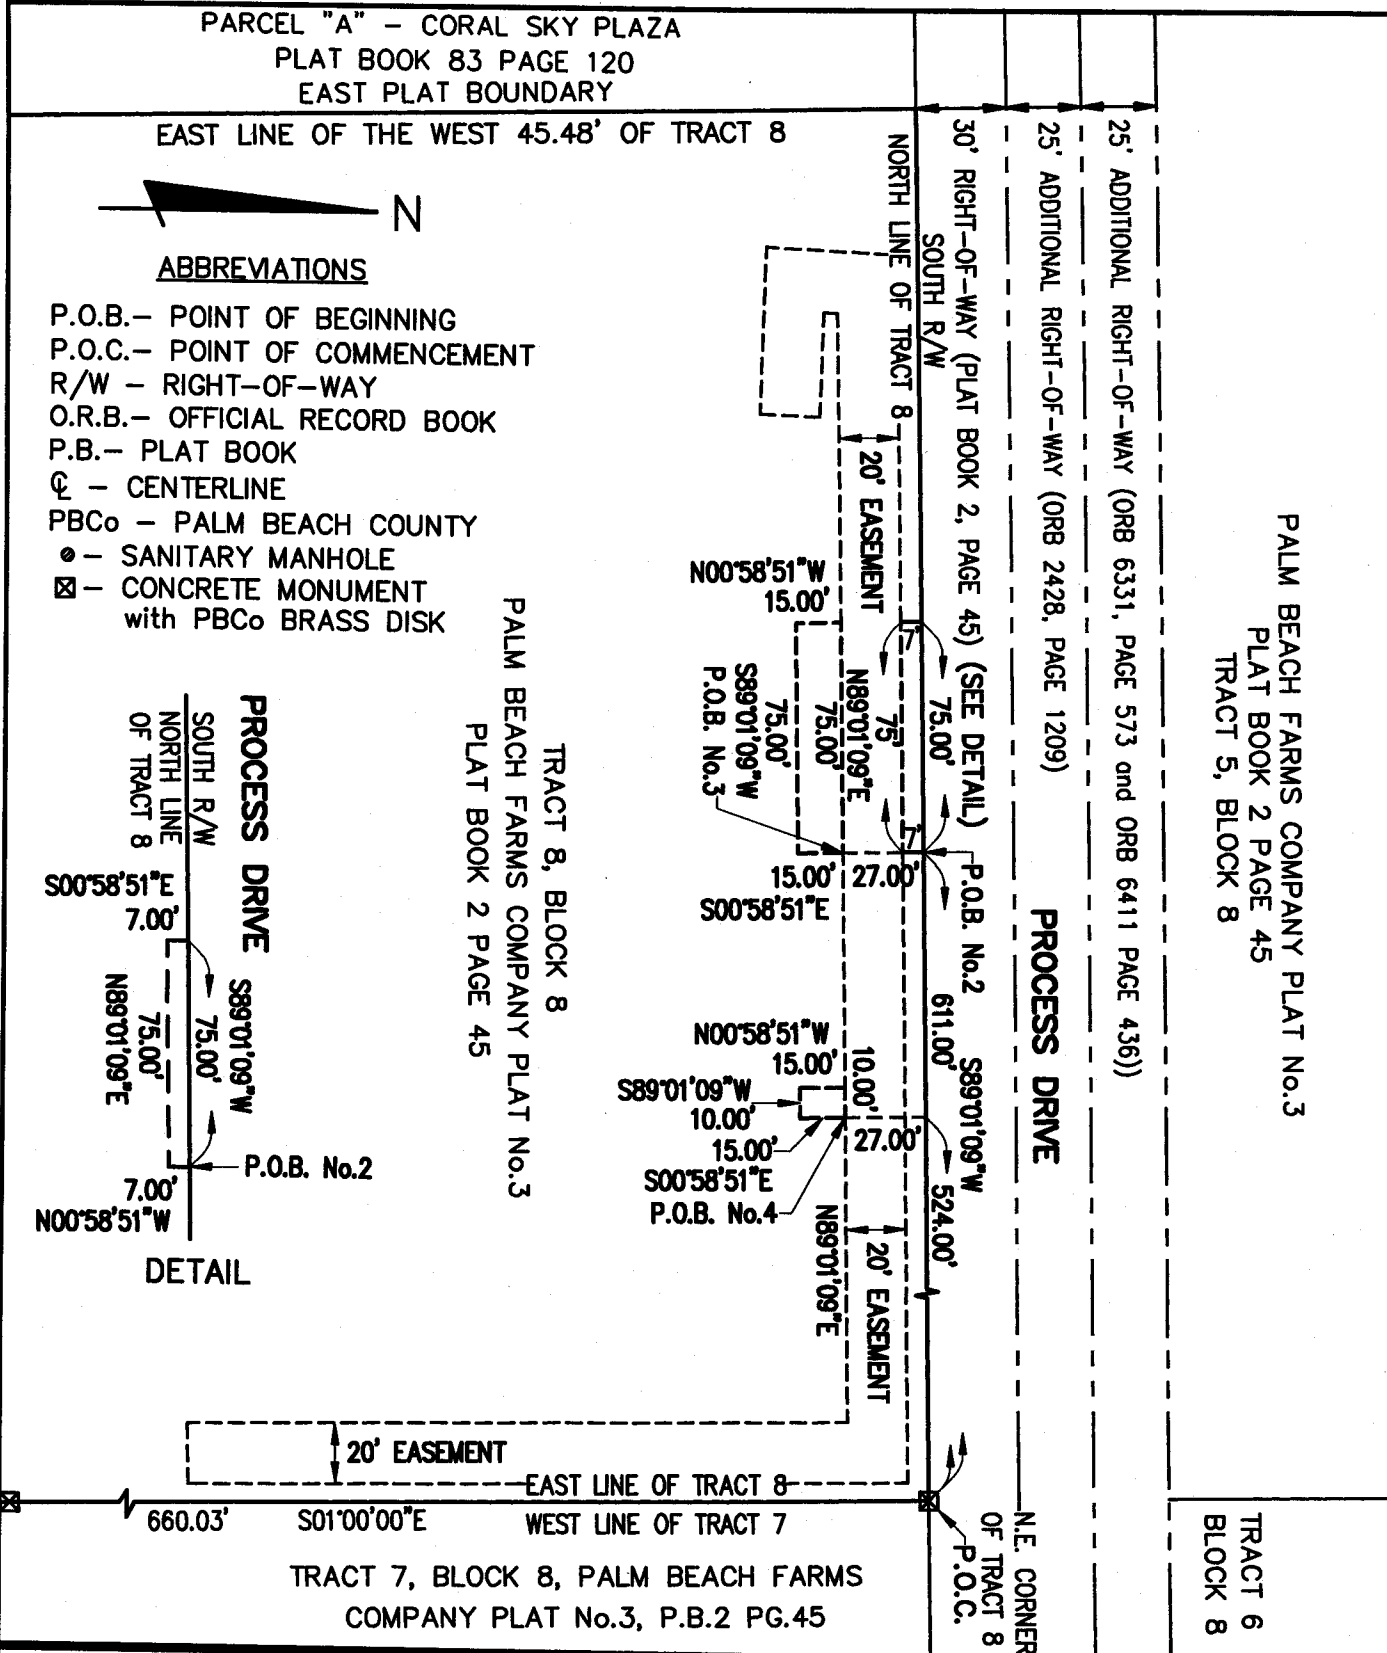 PARCEL "A" – CORAL SKY PLAZA
PLAT BOOK 83 PAGE 120
EAST PLAT BOUNDARY
EAST LINE OF THE WEST 45.48' OF TRACT 8
N
ABBREVIATIONS
P.O.B.– POINT OF BEGINNING
P.O.C.– POINT OF COMMENCEMENT
R/W – RIGHT–OF–WAY
O.R.B.– OFFICIAL RECORD BOOK
P.B.– PLAT BOOK
℄ – CENTERLINE
PBCo – PALM BEACH COUNTY
– SANITARY MANHOLE
– CONCRETE MONUMENT
with PBCo BRASS DISK
NORTH LINE OF TRACT 8
SOUTH R/W
30' RIGHT–OF–WAY (PLAT BOOK 2, PAGE 45) (SEE DETAIL)
25' ADDITIONAL RIGHT–OF–WAY (ORB 2428, PAGE 1209)
25' ADDITIONAL RIGHT–OF–WAY (ORB 6331, PAGE 573 and ORB 6411 PAGE 436))
PALM BEACH FARMS COMPANY PLAT No.3
PLAT BOOK 2 PAGE 45
TRACT 5, BLOCK 8
20' EASEMENT
N00°58'51"W
15.00'
7'
75.00'
75'
N89°01'09"E
75.00'
75.00'
S89°01'09"W
P.O.B. No.3
7'
15.00'
27.00'
S00°58'51"E
P.O.B. No.2
PROCESS DRIVE
611.00'
S89°01'09"W
524.00'
N00°58'51"W
15.00'
10.00'
S89°01'09"W
10.00'
15.00'
27.00'
S00°58'51"E
P.O.B. No.4
N89°01'09"E
20' EASEMENT
TRACT 8, BLOCK 8
PALM BEACH FARMS COMPANY PLAT No.3
PLAT BOOK 2 PAGE 45
PROCESS DRIVE
SOUTH R/W
NORTH LINE
OF TRACT 8
S00°58'51"E
7.00'
S89°01'09"W
75.00'
75.00'
N89°01'09"E
P.O.B. No.2
7.00'
N00°58'51"W
DETAIL
20' EASEMENT
EAST LINE OF TRACT 8
660.03'
S01°00'00"E
WEST LINE OF TRACT 7
N.E. CORNER
OF TRACT 8
P.O.C.
TRACT 6
BLOCK 8
TRACT 7, BLOCK 8, PALM BEACH FARMS
COMPANY PLAT No.3, P.B.2 PG.45